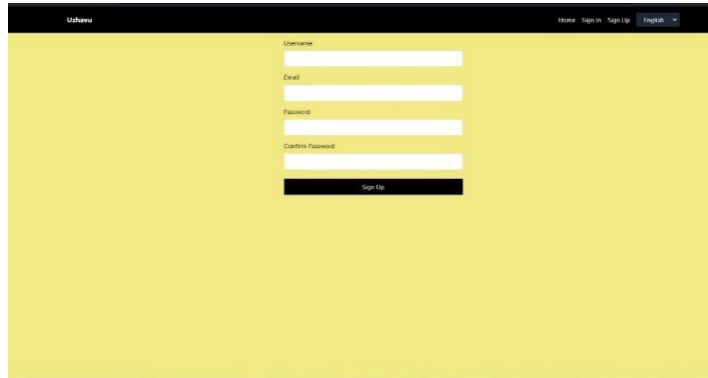 Uzhavu
Home Sign In Sign Up English
Username
Email
Password
Confirm Password
Sign Up